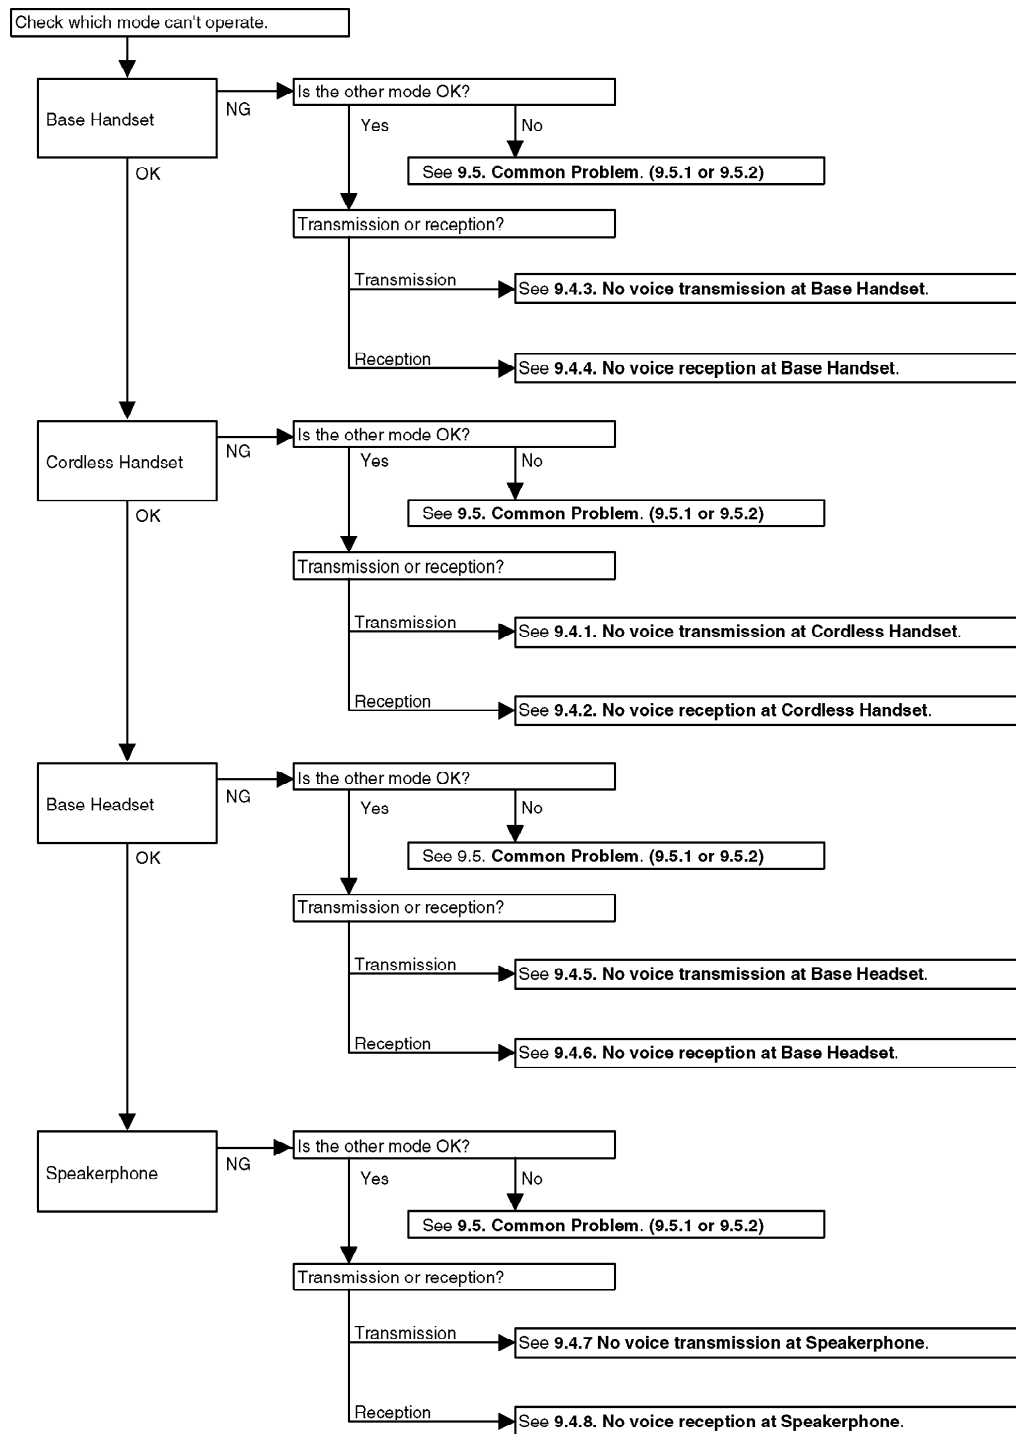 Check which mode can't operate.
Base Handset
NG
Is the other mode OK?
Yes
No
OK
See 9.5. Common Problem. (9.5.1 or 9.5.2)
Transmission or reception?
Transmission
See 9.4.3. No voice transmission at Base Handset.
Reception
See 9.4.4. No voice reception at Base Handset.
Cordless Handset
NG
Is the other mode OK?
Yes
No
OK
See 9.5. Common Problem. (9.5.1 or 9.5.2)
Transmission or reception?
Transmission
See 9.4.1. No voice transmission at Cordless Handset.
Reception
See 9.4.2. No voice reception at Cordless Handset.
Base Headset
NG
Is the other mode OK?
Yes
No
OK
See 9.5. Common Problem. (9.5.1 or 9.5.2)
Transmission or reception?
Transmission
See 9.4.5. No voice transmission at Base Headset.
Reception
See 9.4.6. No voice reception at Base Headset.
Speakerphone
NG
Is the other mode OK?
Yes
No
See 9.5. Common Problem. (9.5.1 or 9.5.2)
Transmission or reception?
Transmission
See 9.4.7 No voice transmission at Speakerphone.
Reception
See 9.4.8. No voice reception at Speakerphone.